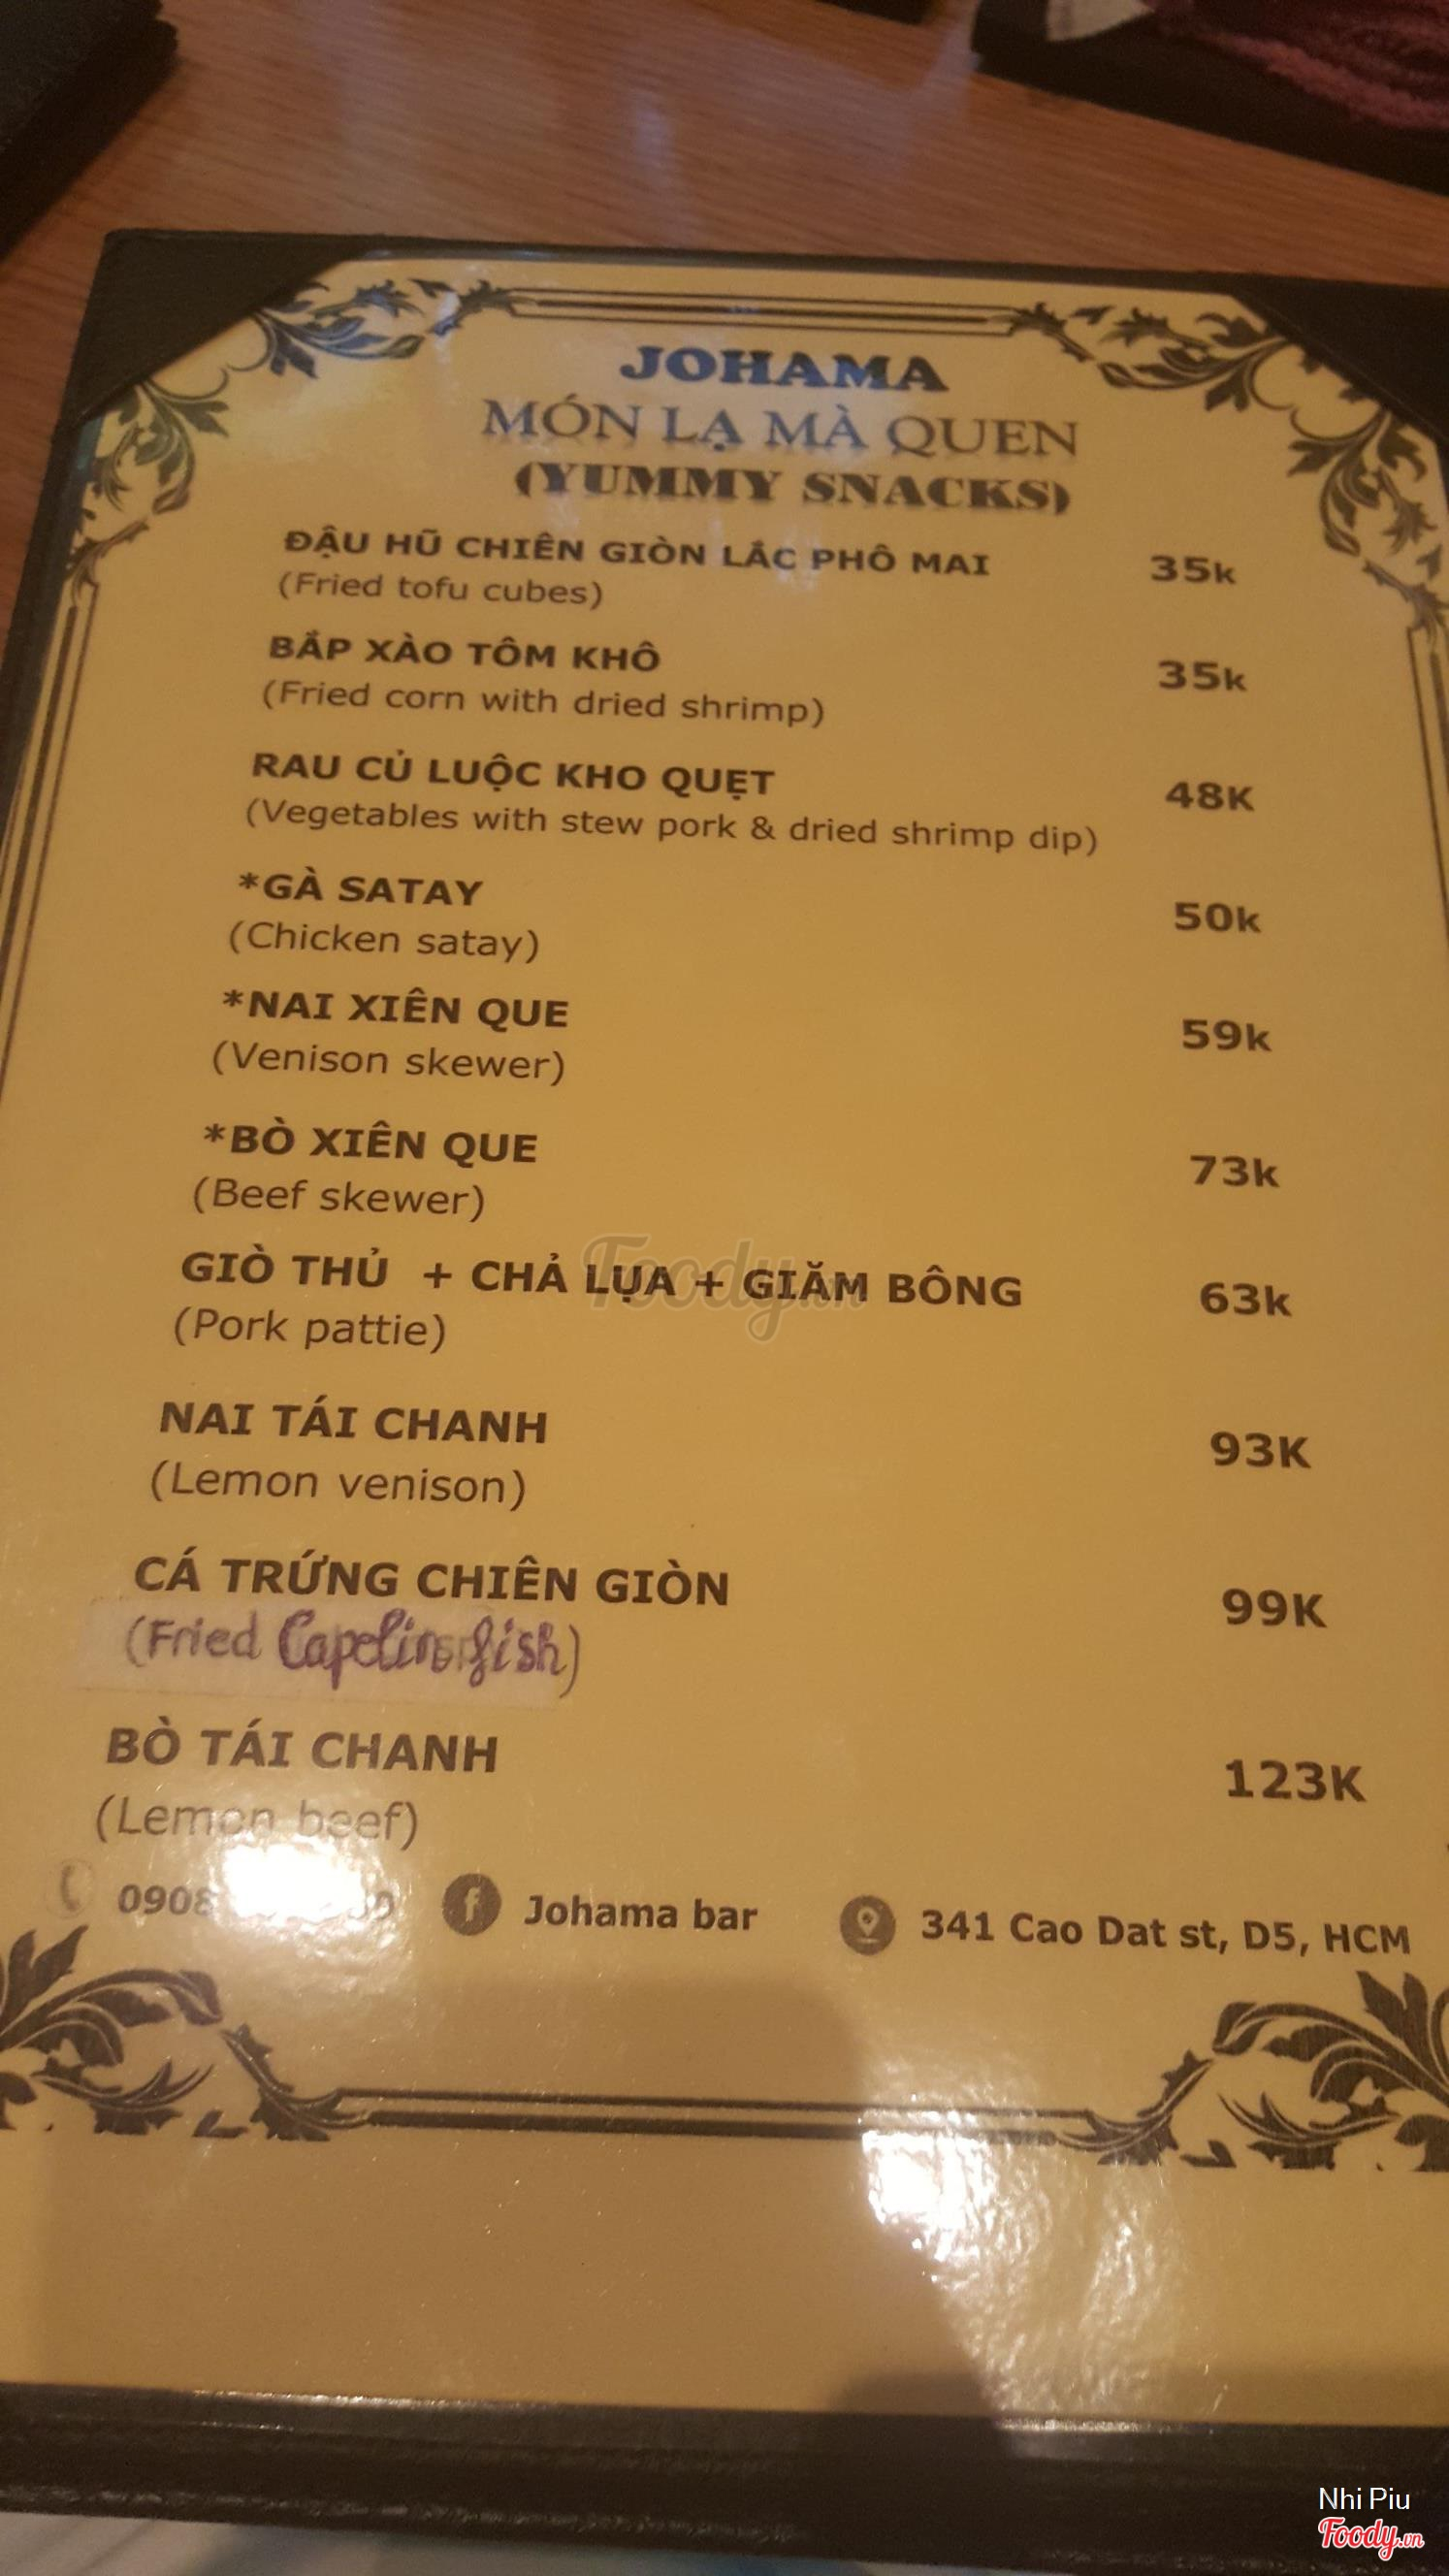 JOHAMA
MÓN LẠ MÀ QUEN
(YUMMY SNACKS)
ĐẬU HŨ CHIÊN GIÒN LẮC PHÔ MAI 35k
(Fried tofu cubes)
BẮP XÀO TÔM KHÔ 35k
(Fried corn with dried shrimp)
RAU CỦ LUỘC KHO QUẸT 48K
(Vegetables with stew pork & dried shrimp dip)
*GÀ SATAY 50k
(Chicken satay)
*NAI XIÊN QUE 59k
(Venison skewer)
*BÒ XIÊN QUE 73k
(Beef skewer)
GIÒ THỦ + CHẢ LỤA + GIĂM BÔNG 63k
(Pork pattie)
Foody.vn
NAI TÁI CHANH 93K
(Lemon venison)
CÁ TRỨNG CHIÊN GIÒN 99K
(Fried Capelin fish)
BÒ TÁI CHANH 123K
(Lemon beef)
Johama bar 341 Cao Dat st, D5, HCM
Nhi Piu
Foody.vn